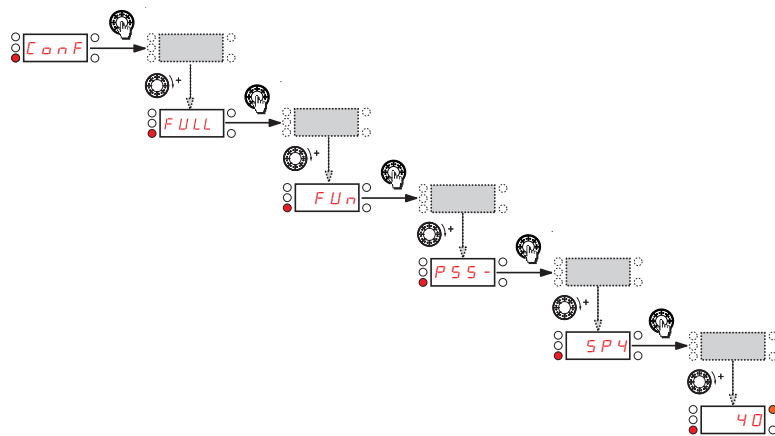 ConF
+
FULL
+
FUn
+
PSS-
+
SP4
+
40